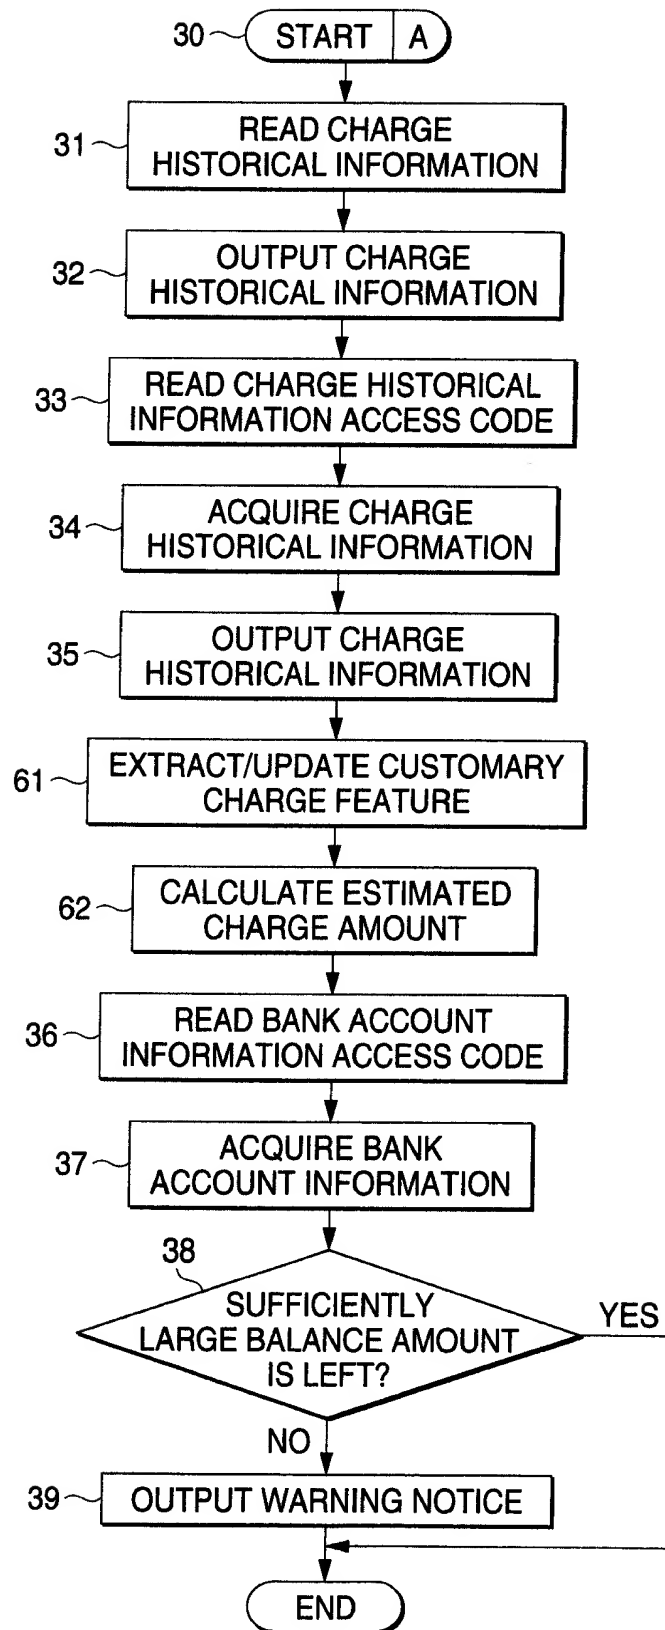 30
START A
31
READ CHARGE
HISTORICAL INFORMATION
32
OUTPUT CHARGE
HISTORICAL INFORMATION
33
READ CHARGE HISTORICAL
INFORMATION ACCESS CODE
34
ACQUIRE CHARGE
HISTORICAL INFORMATION
35
OUTPUT CHARGE
HISTORICAL INFORMATION
61
EXTRACT/UPDATE CUSTOMARY
CHARGE FEATURE
62
CALCULATE ESTIMATED
CHARGE AMOUNT
36
READ BANK ACCOUNT
INFORMATION ACCESS CODE
37
ACQUIRE BANK
ACCOUNT INFORMATION
38
SUFFICIENTLY
LARGE BALANCE AMOUNT
IS LEFT?
YES
NO
39
OUTPUT WARNING NOTICE
END